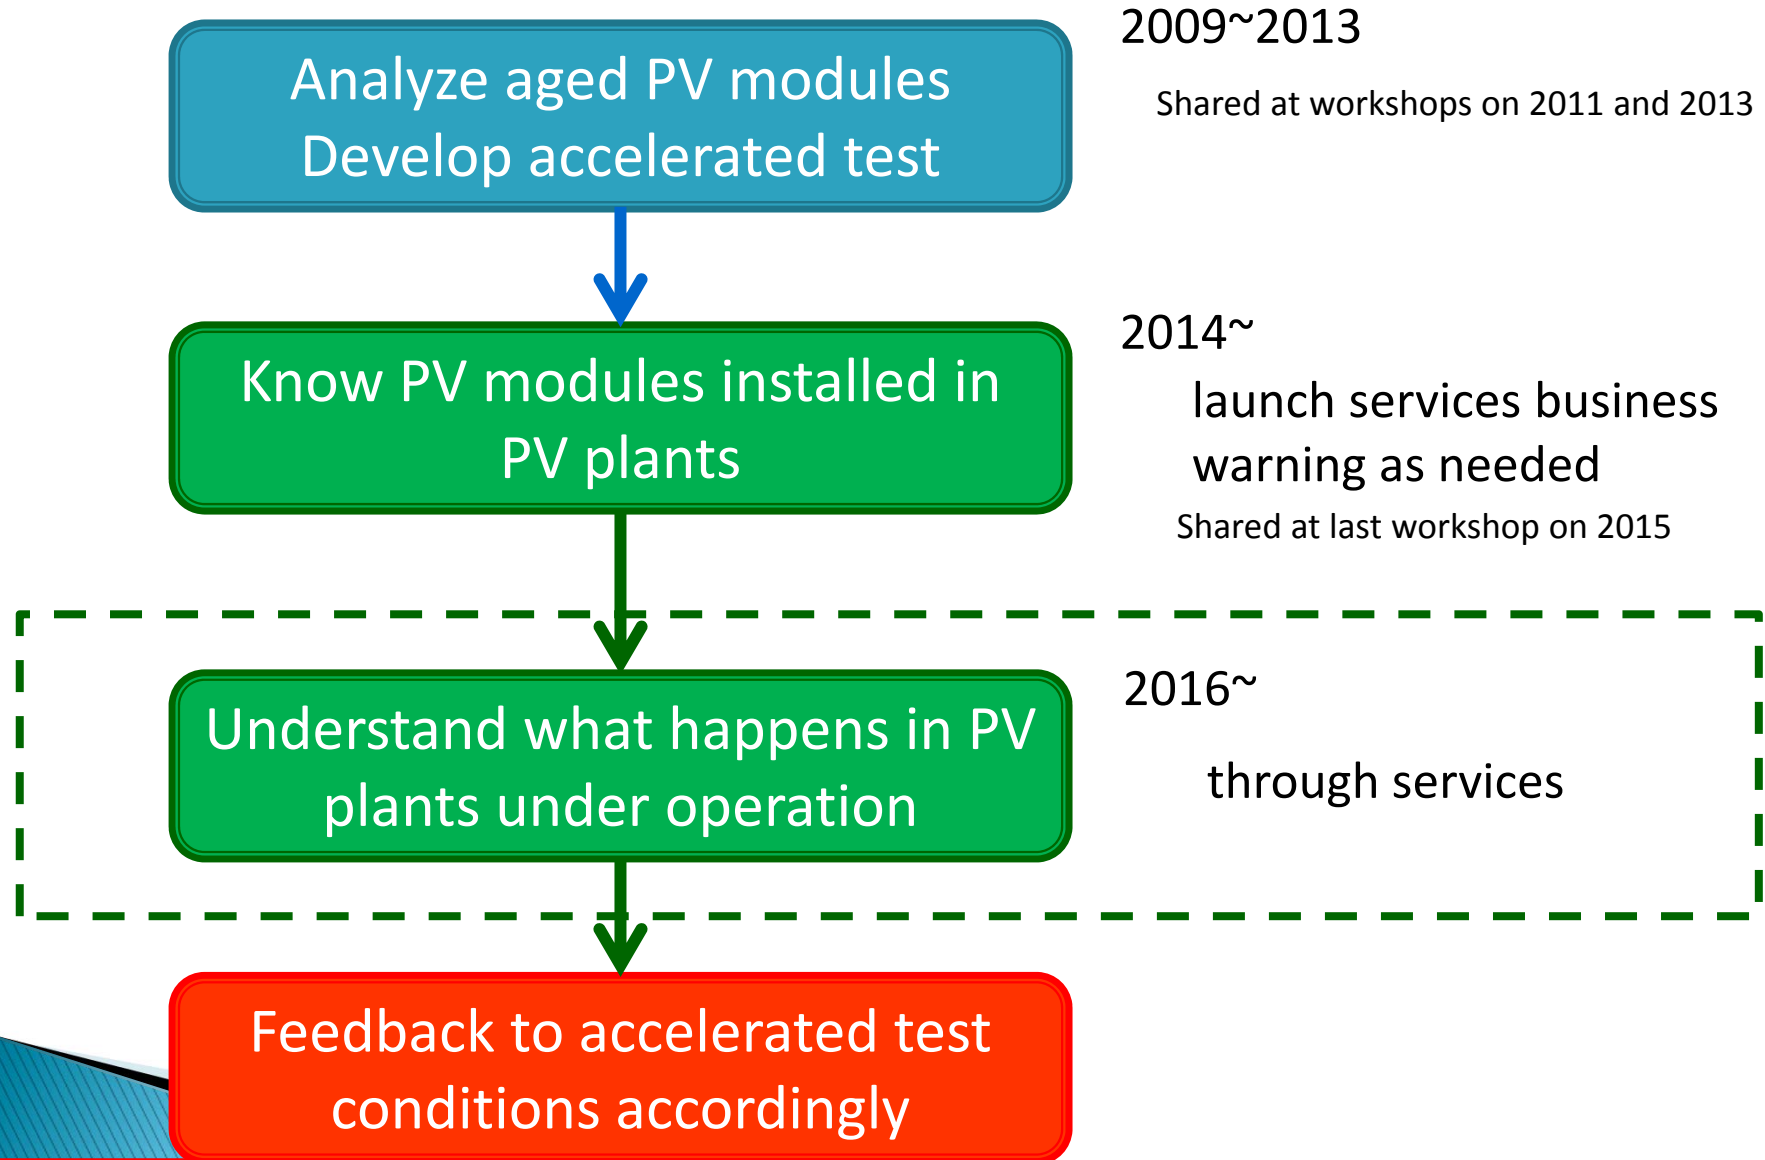 2009~2013
Analyze aged PV modules
Develop accelerated test
Shared at workshops on 2011 and 2013
2014~
Know PV modules installed in
PV plants
launch services business
warning as needed
Shared at last workshop on 2015
2016~
Understand what happens in PV
plants under operation
through services
Feedback to accelerated test
conditions accordingly